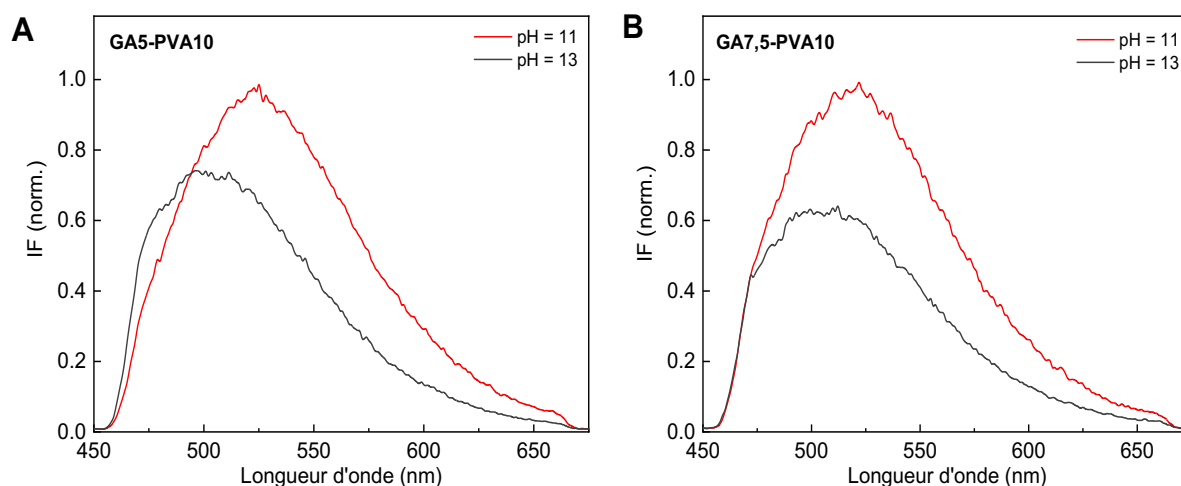 A
GA5-PVA10
pH = 11
pH = 13
1.0
0.8
0.6
0.4
0.2
0.0
IF (norm.)
450 500 550 600 650
Longueur d'onde (nm)
B
GA7,5-PVA10
pH = 11
pH = 13
1.0
0.8
0.6
0.4
0.2
0.0
IF (norm.)
450 500 550 600 650
Longueur d'onde (nm)